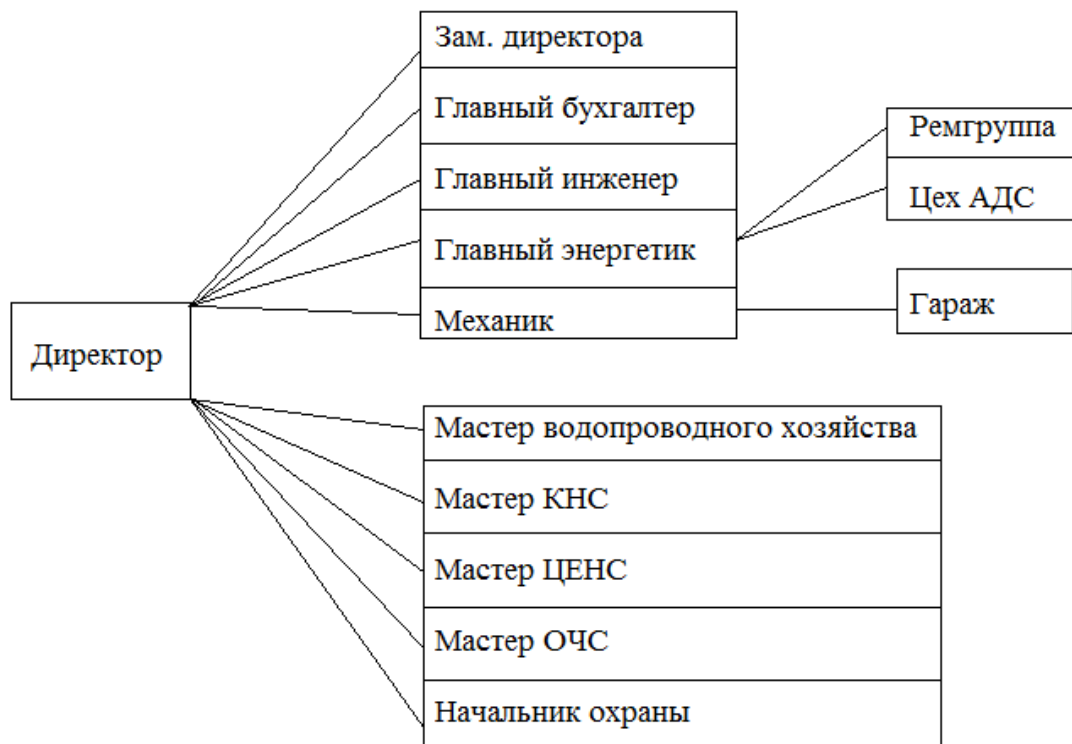 Директор
Зам. директора
Главный бухгалтер
Главный инженер
Главный энергетик
Механик
Ремгруппа
Цех АДС
Гараж
Мастер водопроводного хозяйства
Мастер КНС
Мастер ЦЕНС
Мастер ОЧС
Начальник охраны